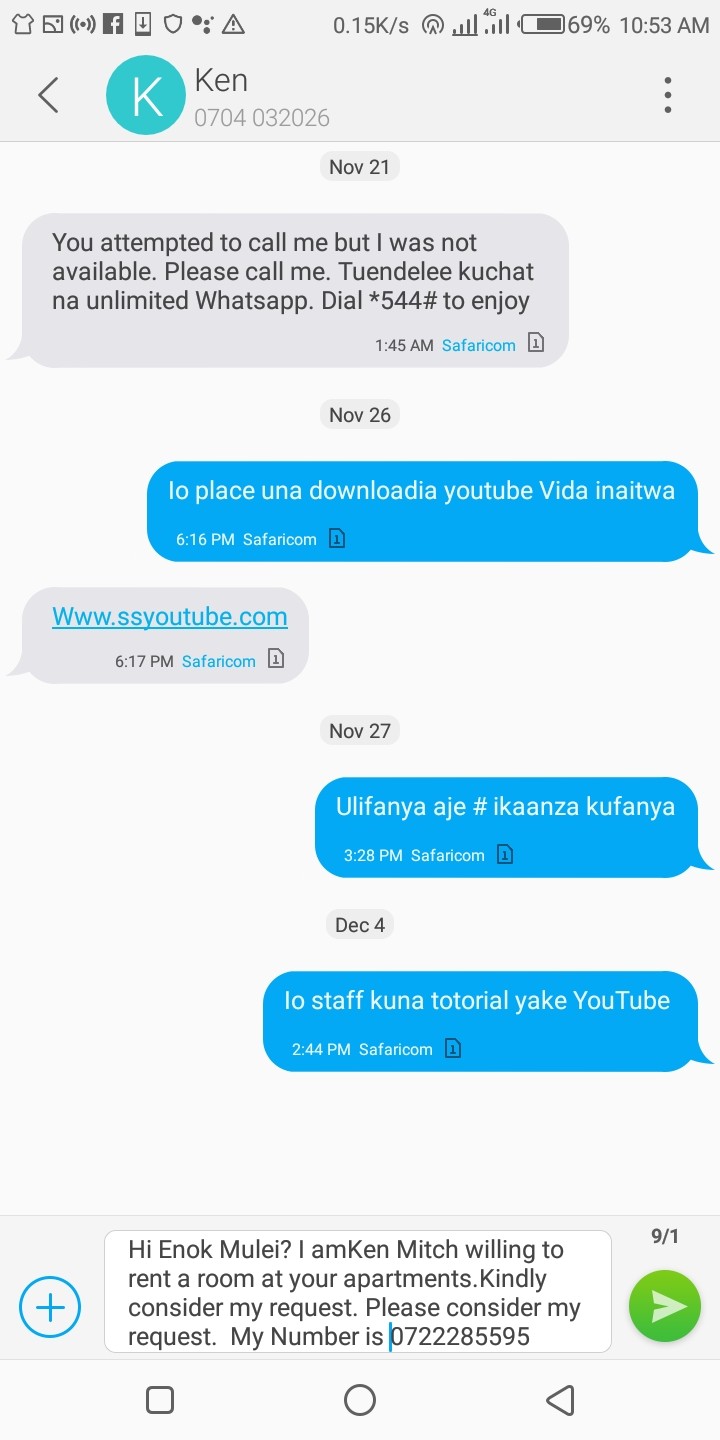 0.15K/s 4G 69% 10:53 AM
K
Ken
0704 032026
Nov 21
You attempted to call me but I was not
available. Please call me. Tuendelee kuchat
na unlimited Whatsapp. Dial *544# to enjoy
1:45 AM Safaricom 1
Nov 26
Io place una downloadia youtube Vida inaitwa
6:16 PM Safaricom 1
Www.ssyoutube.com
6:17 PM Safaricom 1
Nov 27
Ulifanya aje # ikaanza kufanya
3:28 PM Safaricom 1
Dec 4
Io staff kuna totorial yake YouTube
2:44 PM Safaricom 1
9/1
Hi Enok Mulei? I amKen Mitch willing to
rent a room at your apartments.Kindly
consider my request. Please consider my
request.  My Number is 0722285595